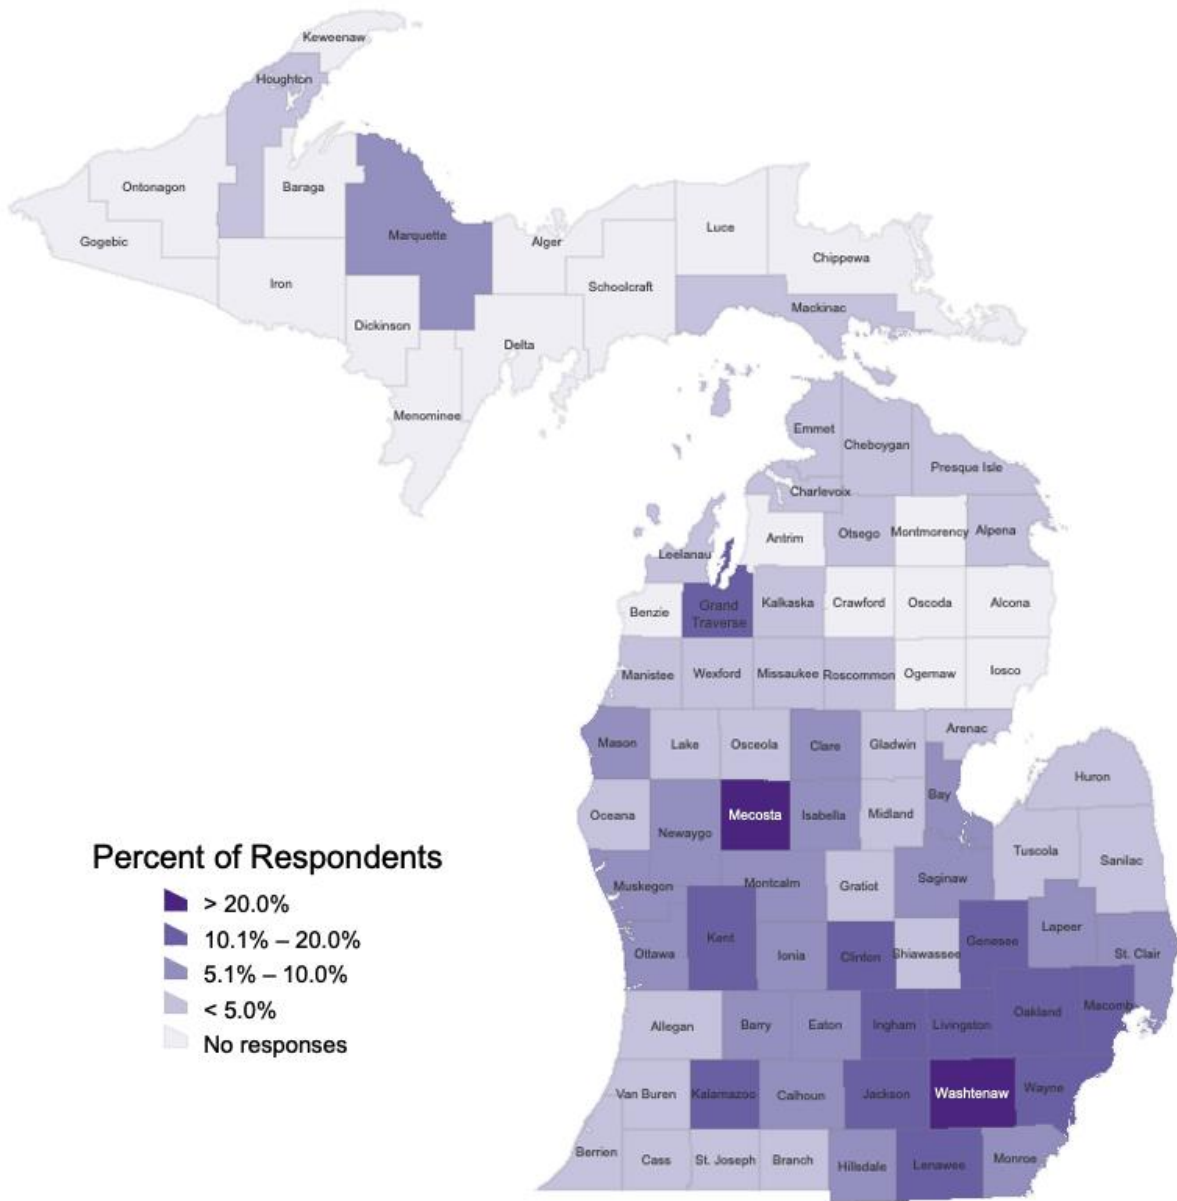 Keweenaw
Houghton
Ontonagon
Baraga
Marquette
Gogebic
Alger
Luce
Chippewa
Iron
Schoolcraft
Mackinac
Dickinson
Delta
Menominee
Emmet
Cheboygan
Presque Isle
Charlevoix
Antrim
Otsego
Montmorency
Alpena
Leelanau
Benzie
Grand
Traverse
Kalkaska
Crawford
Oscoda
Alcona
Manistee
Wexford
Missaukee
Roscommon
Ogemaw
Iosco
Mason
Lake
Osceola
Clare
Gladwin
Arenac
Huron
Oceana
Newaygo
Mecosta
Isabella
Midland
Bay
Tuscola
Sanilac
Muskegon
Montcalm
Gratiot
Saginaw
Lapeer
St. Clair
Ottawa
Kent
Ionia
Clinton
Shiawassee
Genesee
Allegan
Barry
Eaton
Ingham
Livingston
Oakland
Macomb
Van Buren
Kalamazoo
Calhoun
Jackson
Washtenaw
Wayne
Berrien
Cass
St. Joseph
Branch
Hillsdale
Lenawee
Monroe
Percent of Respondents
> 20.0%
10.1% – 20.0%
5.1% – 10.0%
< 5.0%
No responses